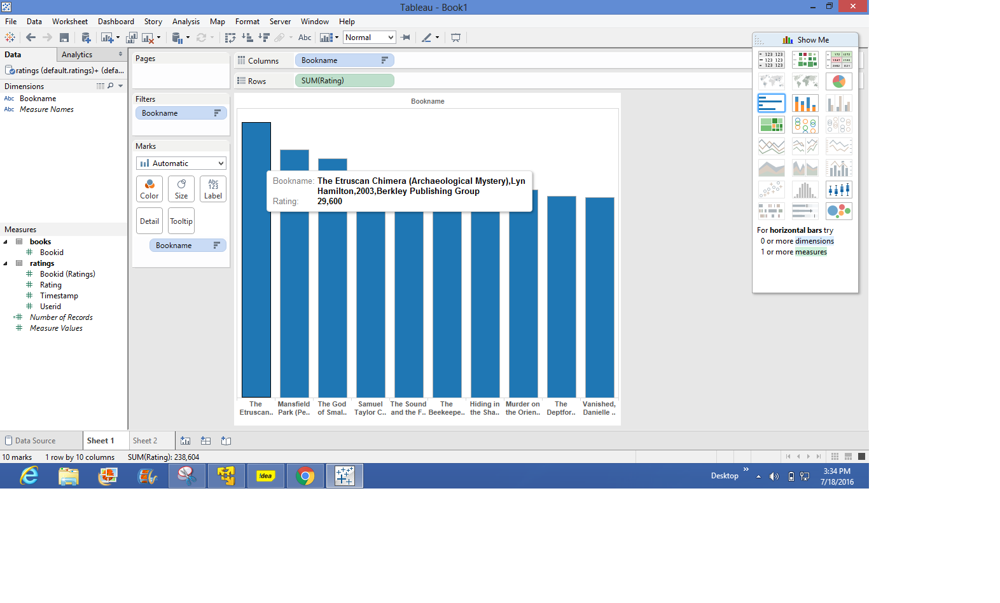 Tableau - Book1
File Data Worksheet Dashboard Story Analysis Map Format Server Window Help
Abc Normal
Data Analytics
ratings (default.ratings)+ (defa...
Dimensions
Abc Bookname
Abc Measure Names
Measures
books
Bookid
ratings
Bookid (Ratings)
Rating
Timestamp
Userid
Number of Records
Measure Values
Pages
Filters
Bookname
Marks
Automatic
Color Size Abc 123 Label
Detail Tooltip
Bookname
Columns Bookname
Rows SUM(Rating)
Bookname
Bookname: The Etruscan Chimera (Archaeological Mystery),Lyn
Hamilton,2003,Berkley Publishing Group
Rating: 29,600
The Mansfield The God Samuel The Sound The Hiding in Murder on The Vanished,
Etruscan.. Park (Pe.. of Smal.. Taylor C.. and the F.. Beekeepe.. the Sha.. the Orien.. Deptfor.. Danielle ..
Show Me
For horizontal bars try
0 or more dimensions
1 or more measures
Data Source Sheet 1 Sheet 2
10 marks 1 row by 10 columns SUM(Rating): 238,604
!dea
Desktop
3:34 PM
7/18/2016